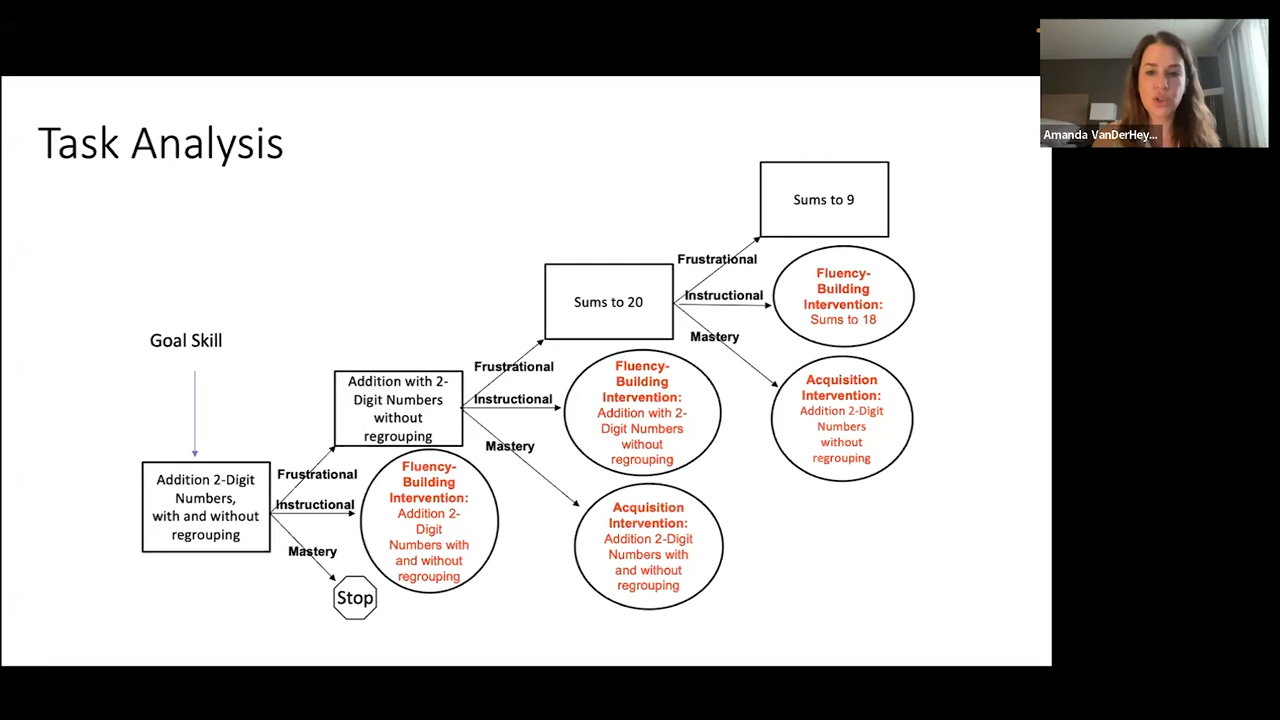 Amanda VanDerHey...
Task Analysis
Sums to 9
Frustrational
Instructional
Mastery
Fluency-
Building
Intervention:
Sums to 18
Sums to 20
Acquisition
Intervention:
Addition 2-Digit
Numbers
without
regrouping
Goal Skill
Frustrational
Instructional
Mastery
Fluency-
Building
Intervention:
Addition with 2-
Digit Numbers
without
regrouping
Addition with 2-
Digit Numbers
without
regrouping
Acquisition
Intervention:
Addition 2-Digit
Numbers with
and without
regrouping
Addition 2-Digit
Numbers,
with and without
regrouping
Frustrational
Instructional
Mastery
Fluency-
Building
Intervention:
Addition 2-
Digit
Numbers with
and without
regrouping
Stop